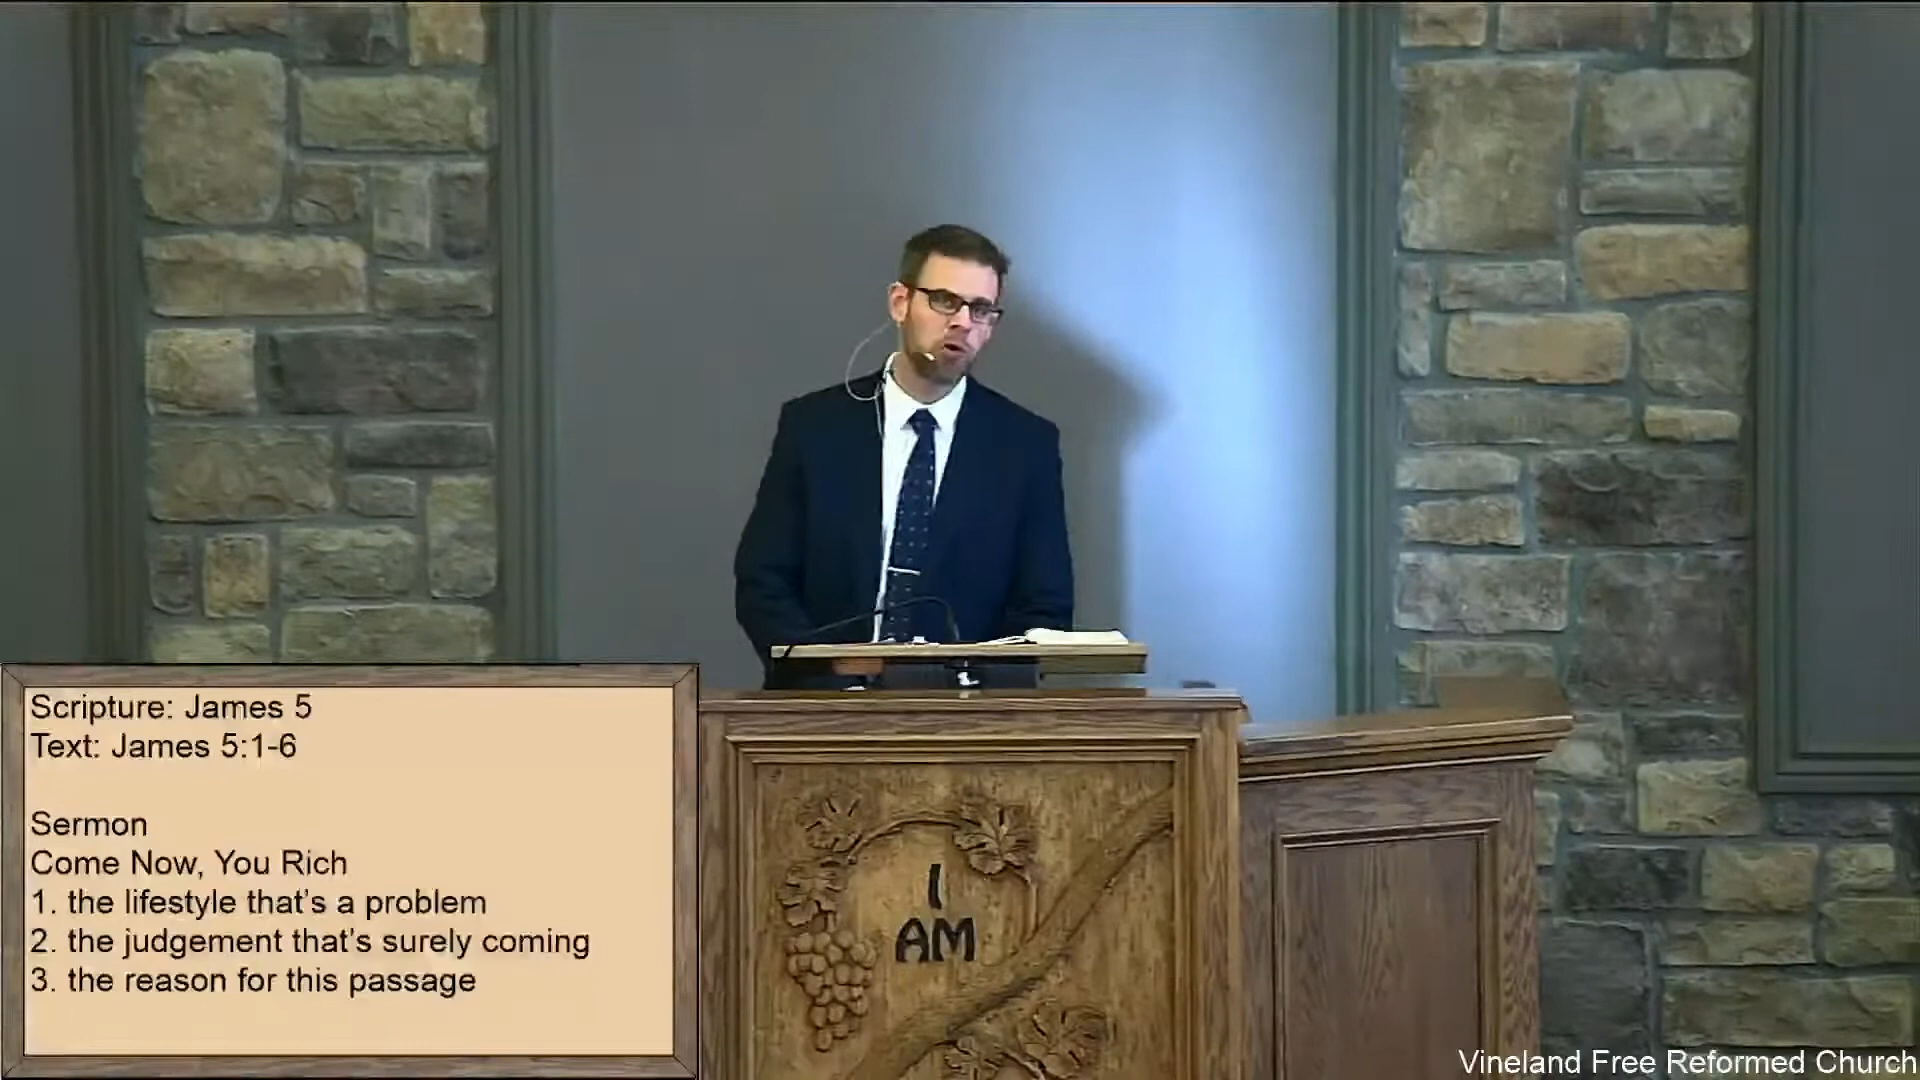 Scripture: James 5
Text: James 5:1-6
Sermon
Come Now, You Rich
1. the lifestyle that's a problem
2. the judgement that's surely coming
3. the reason for this passage
I
AM
Vineland Free Reformed Church